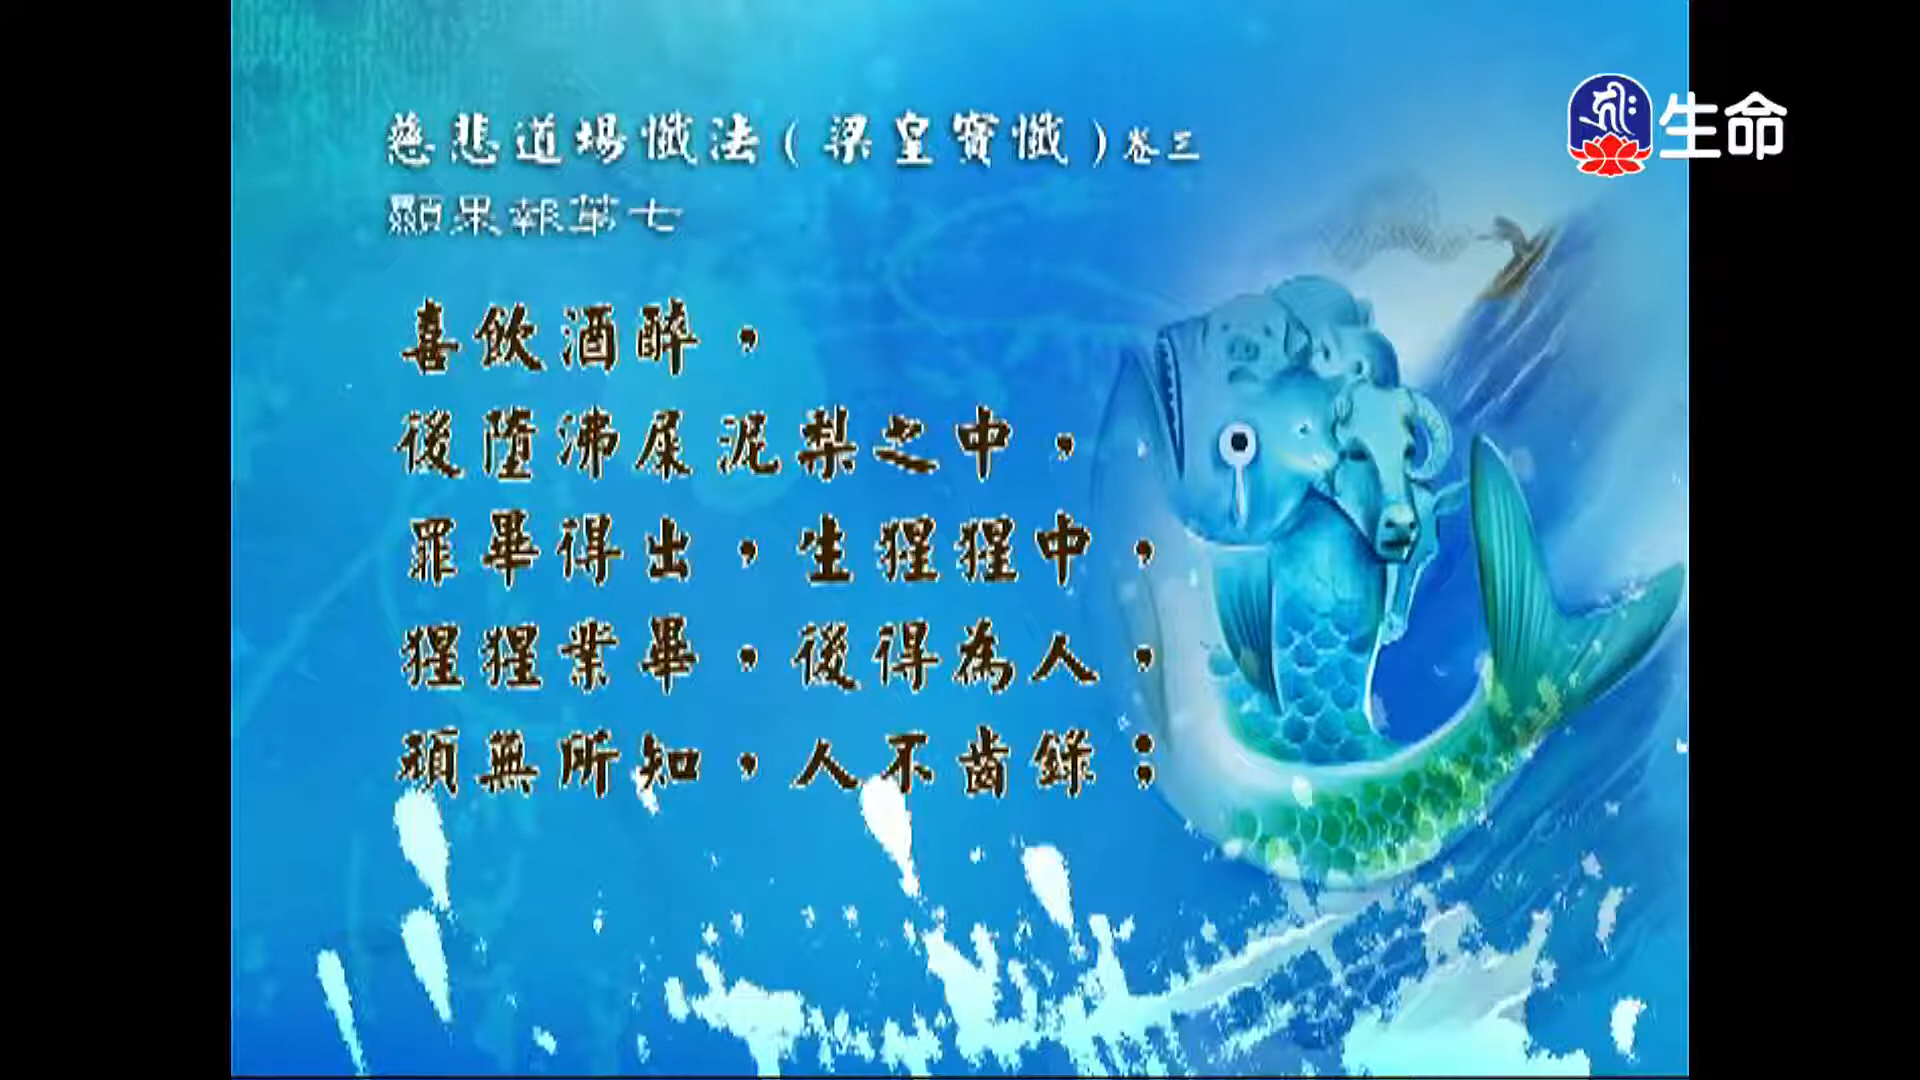 慈悲道場懺法(梁皇寶懺)卷三
生命
顯果報第七
喜飲酒醉，
後墮沸屎泥梨之中，
罪畢得出，生猩猩中，
猩猩業畢，後得為人，
頑無所知，人不齒錄；